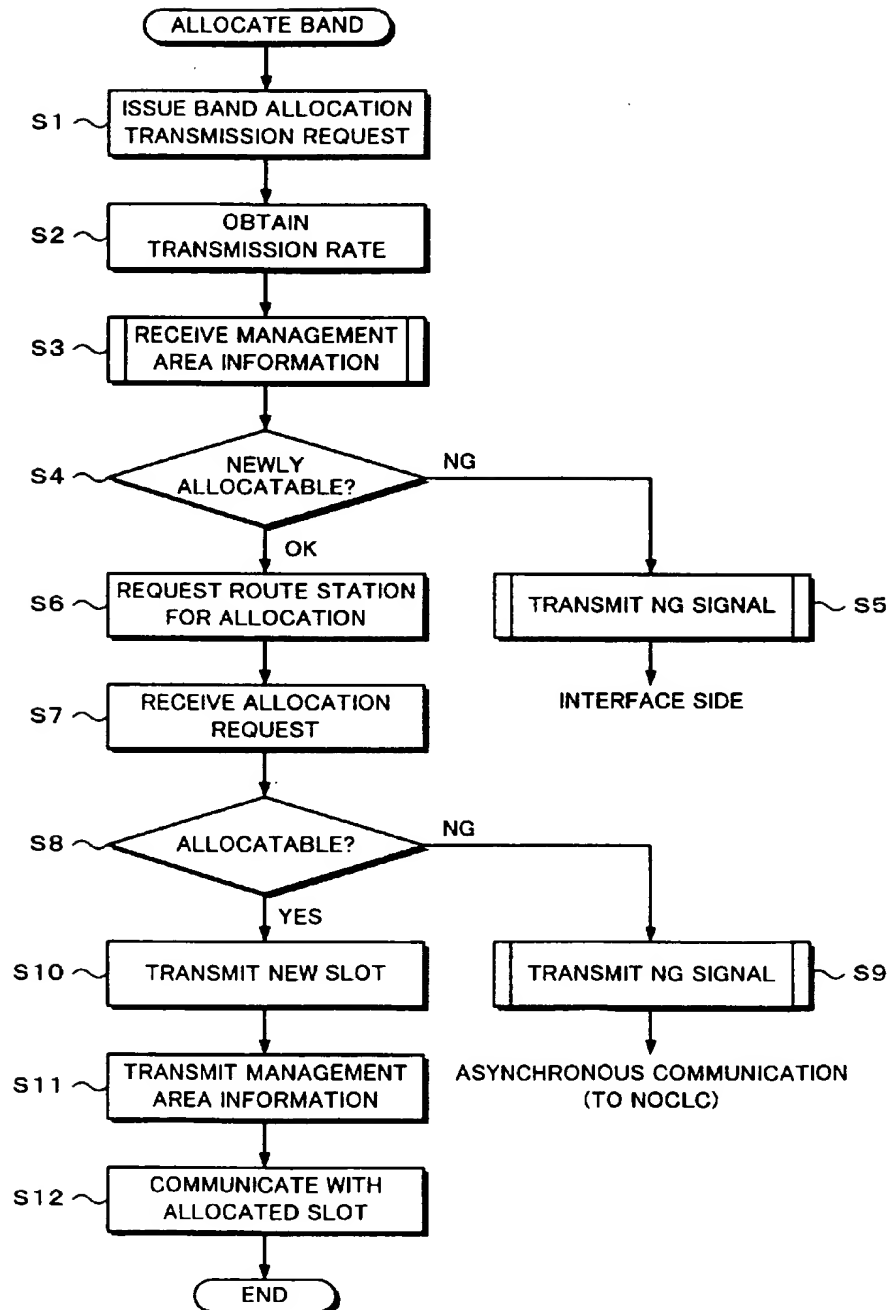 ALLOCATE BAND
S1
ISSUE BAND ALLOCATION
TRANSMISSION REQUEST
S2
OBTAIN
TRANSMISSION RATE
S3
RECEIVE MANAGEMENT
AREA INFORMATION
S4
NEWLY
ALLOCATABLE?
NG
OK
S6
REQUEST ROUTE STATION
FOR ALLOCATION
TRANSMIT NG SIGNAL
S5
INTERFACE SIDE
S7
RECEIVE ALLOCATION
REQUEST
S8
ALLOCATABLE?
NG
YES
S10
TRANSMIT NEW SLOT
TRANSMIT NG SIGNAL
S9
ASYNCHRONOUS COMMUNICATION
(TO NOCLC)
S11
TRANSMIT MANAGEMENT
AREA INFORMATION
S12
COMMUNICATE WITH
ALLOCATED SLOT
END